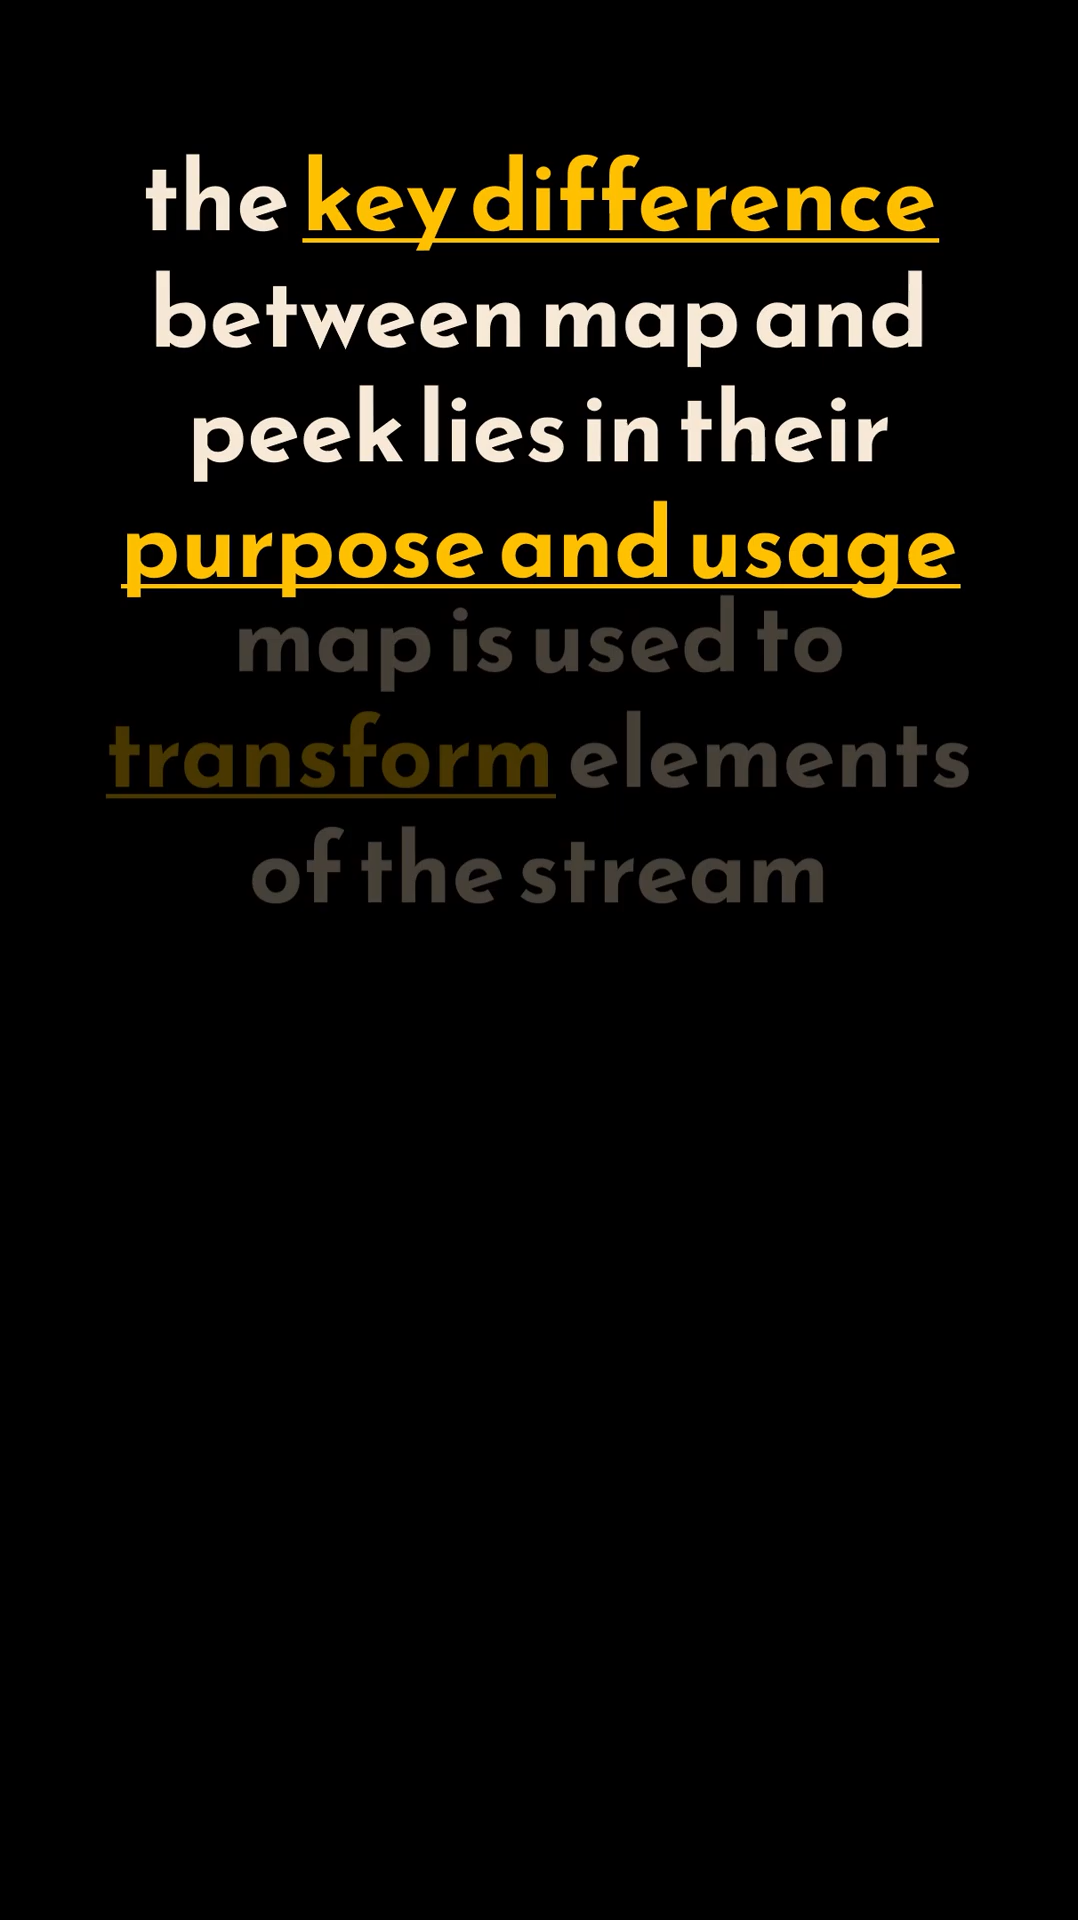 the key difference
between map and
peek lies in their
purpose and usage
map is used to
transform elements
of the stream